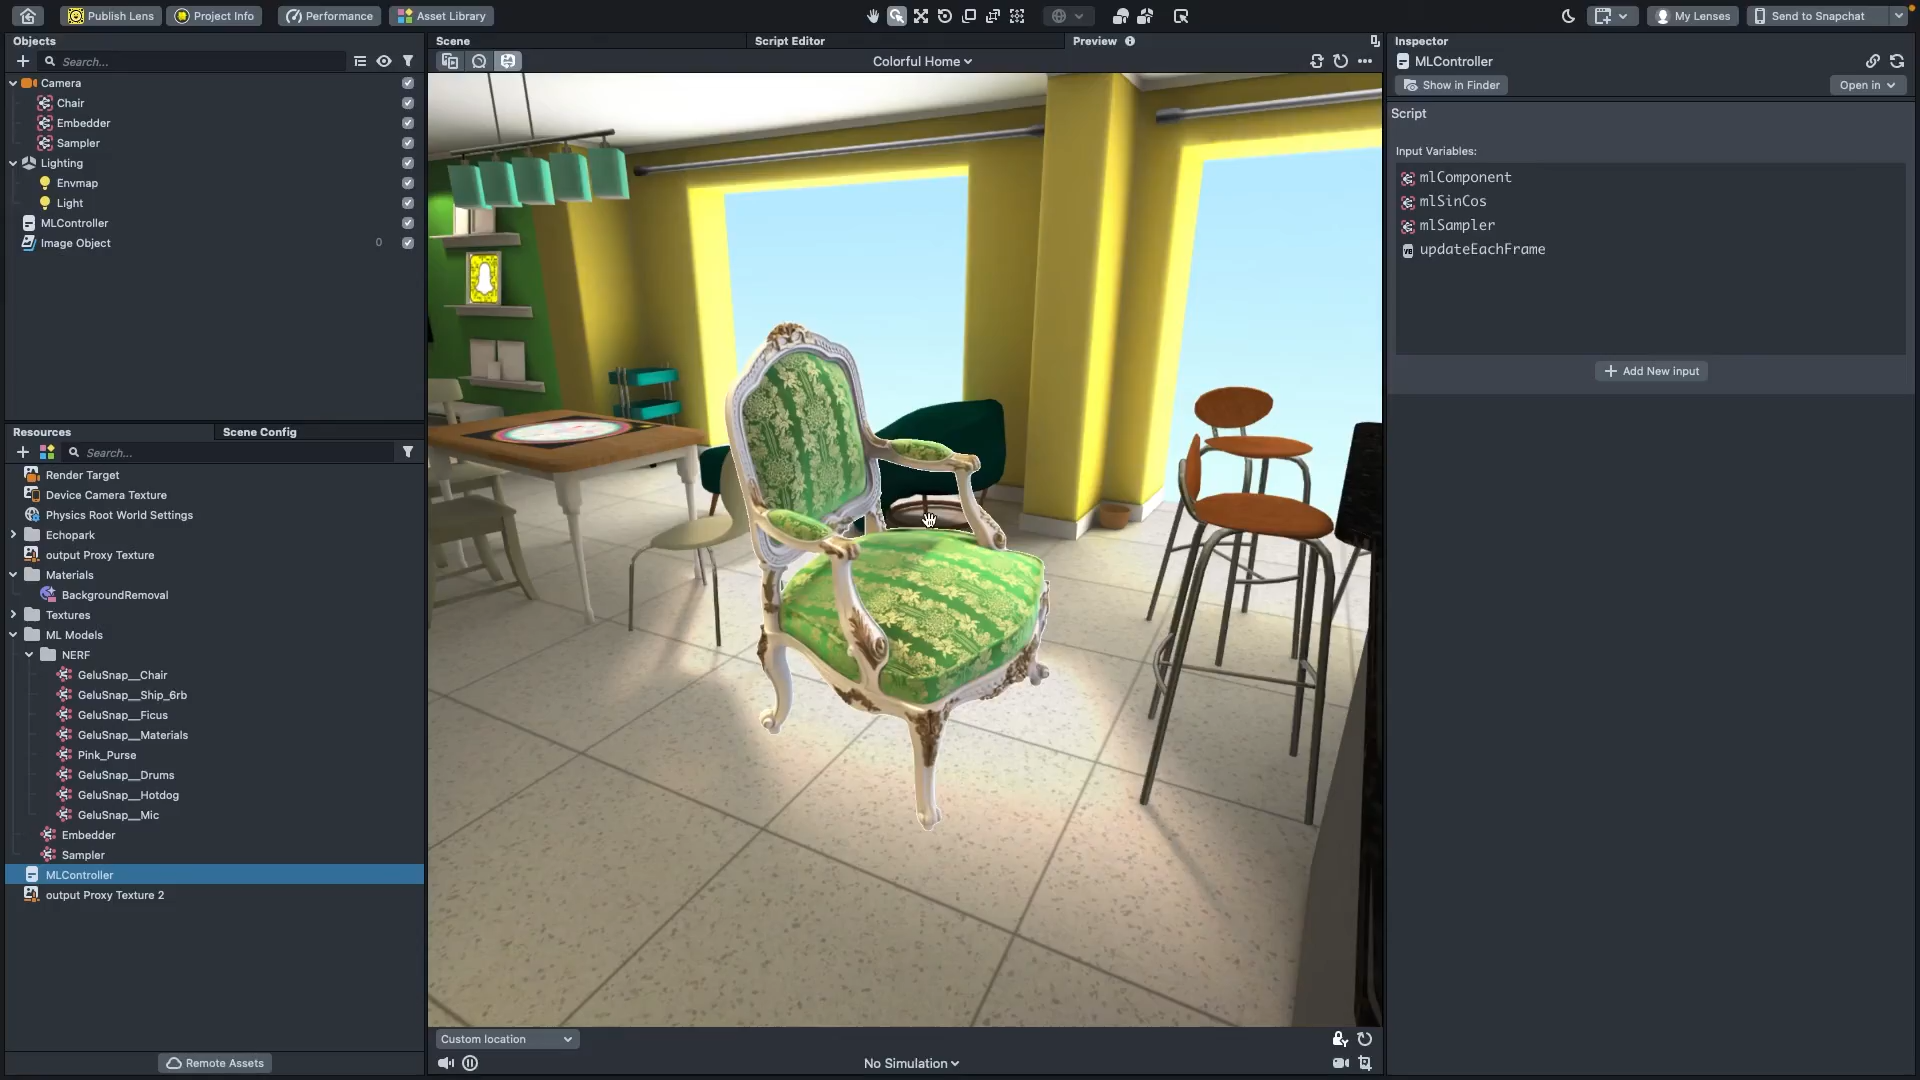 Publish Lens
Project Info
Performance
Asset Library
My Lenses
Send to Snapchat
Objects
Search...
Camera
Chair
Embedder
Sampler
Lighting
Envmap
Light
MLController
Image Object 0
Resources
Scene Config
Search...
Render Target
Device Camera Texture
Physics Root World Settings
Echopark
output Proxy Texture
Materials
BackgroundRemoval
Textures
ML Models
NERF
GeluSnap__Chair
GeluSnap__Ship_6rb
GeluSnap__Ficus
GeluSnap__Materials
Pink_Purse
GeluSnap__Drums
GeluSnap__Hotdog
GeluSnap__Mic
Embedder
Sampler
MLController
output Proxy Texture 2
Remote Assets
Scene
Script Editor
Preview
Colorful Home
Custom location
No Simulation
Inspector
MLController
Show in Finder
Open in
Script
Input Variables:
mlComponent
mlSinCos
mlSampler
updateEachFrame
+ Add New input